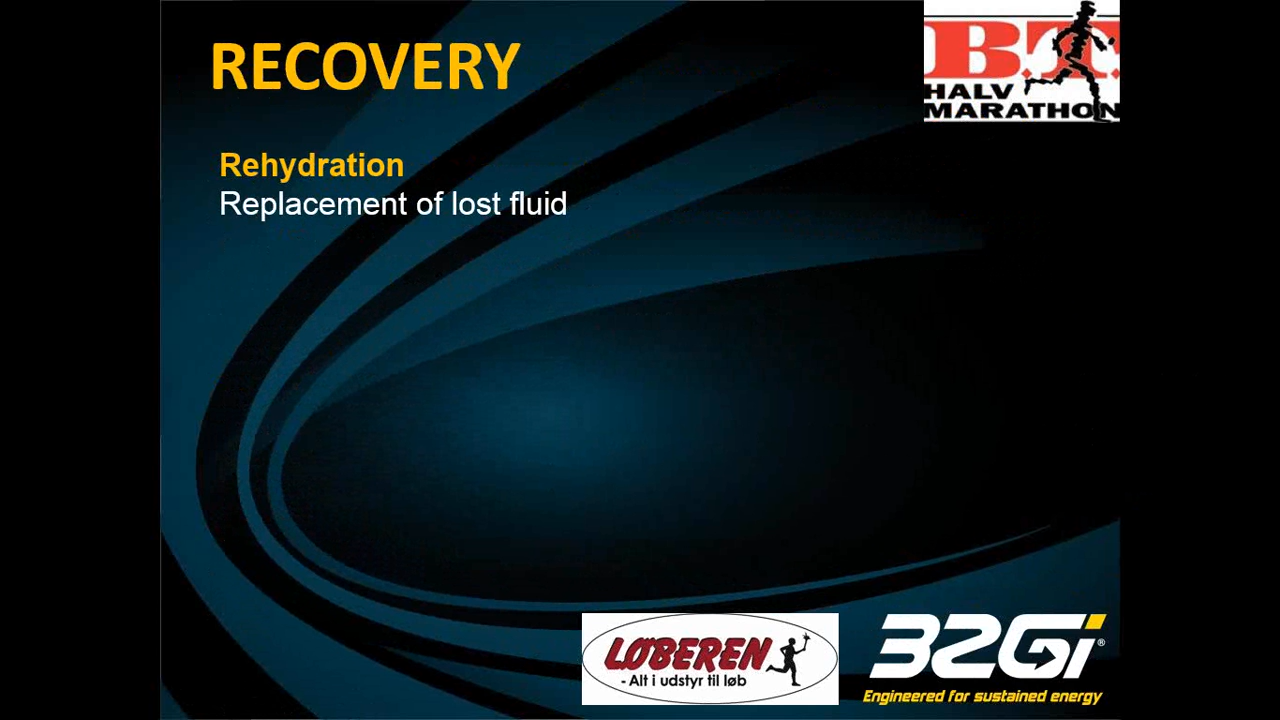 RECOVERY
B.T.
HALV
MARATHON
Rehydration
Replacement of lost fluid
LØBEREN
- Alt i udstyr til løb
32Gi®
Engineered for sustained energy